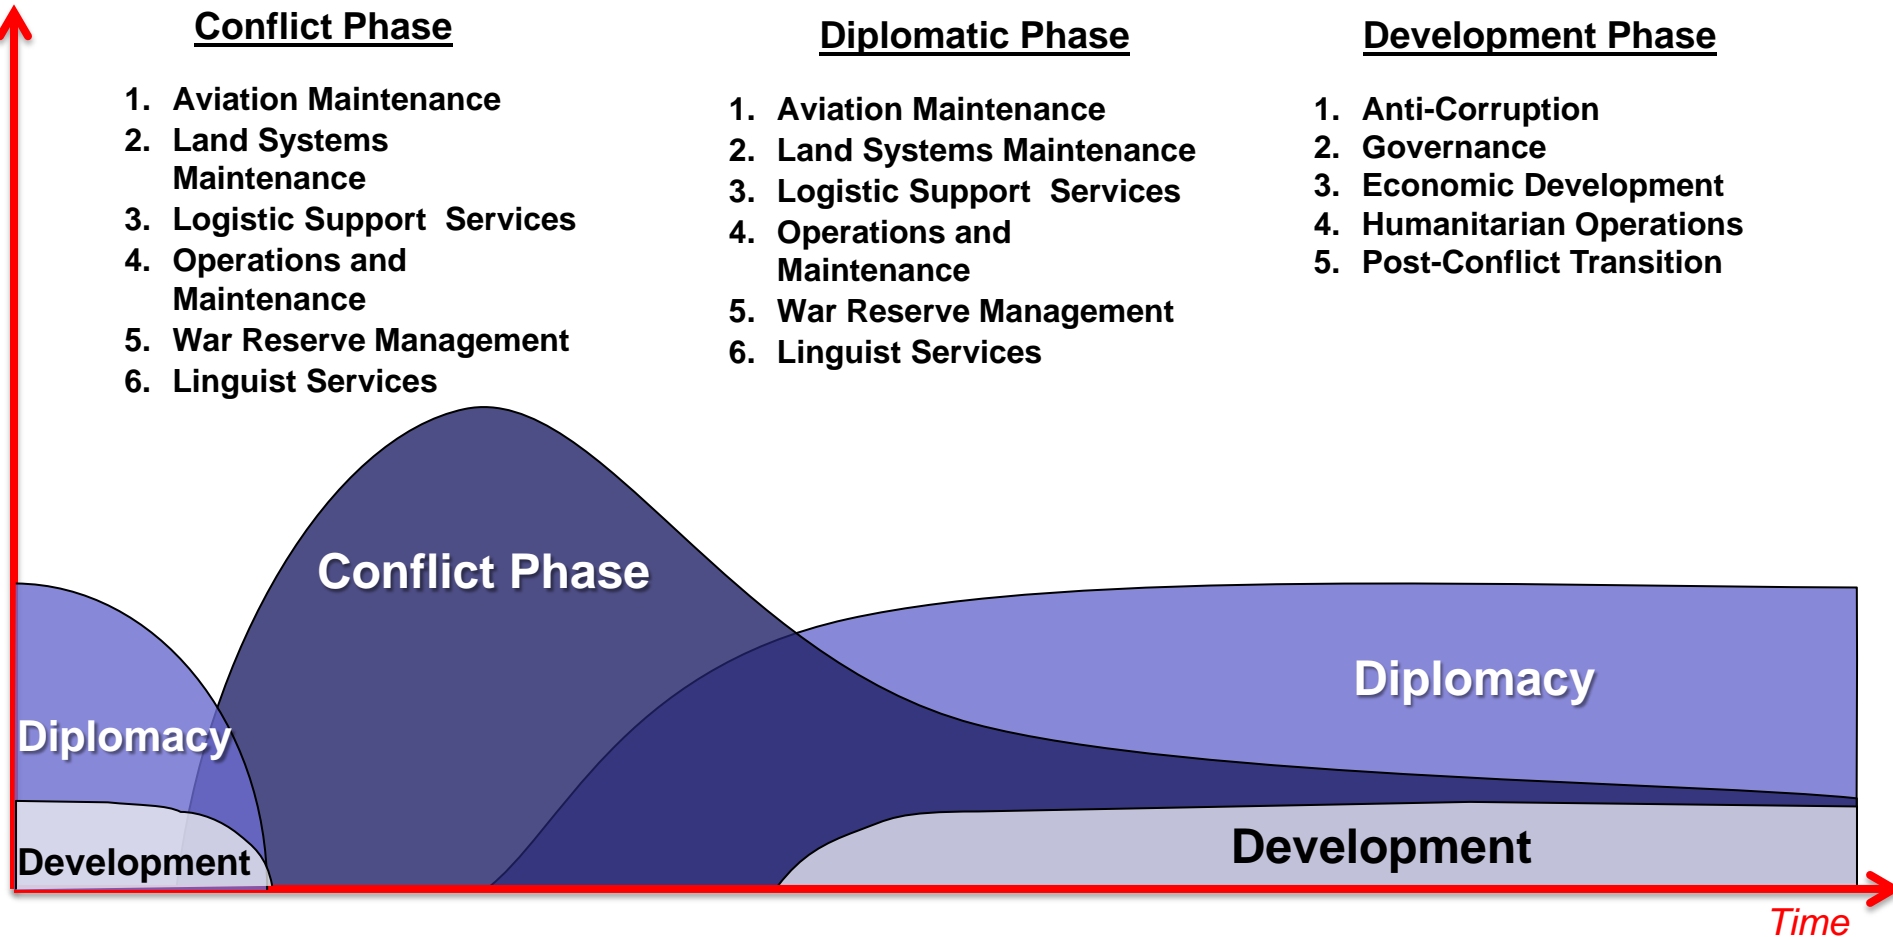 Conflict Phase
1. Aviation Maintenance
2. Land Systems
Maintenance
3. Logistic Support  Services
4. Operations and
Maintenance
5. War Reserve Management
6. Linguist Services
Diplomatic Phase
1. Aviation Maintenance
2. Land Systems Maintenance
3. Logistic Support  Services
4. Operations and
Maintenance
5. War Reserve Management
6. Linguist Services
Development Phase
1. Anti-Corruption
2. Governance
3. Economic Development
4. Humanitarian Operations
5. Post-Conflict Transition
Conflict Phase
Diplomacy
Diplomacy
Development
Development
Time